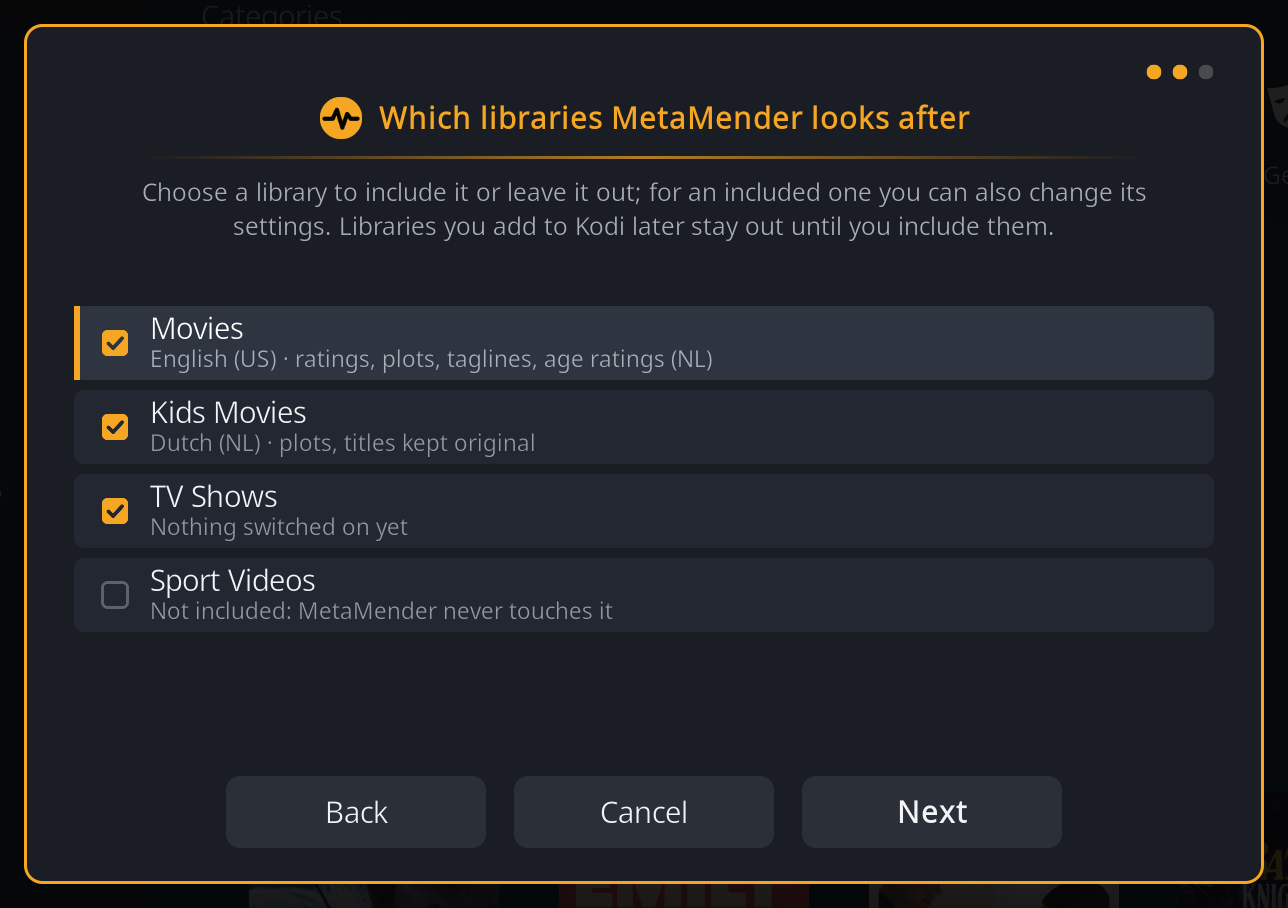 Categories
Which libraries MetaMender looks after
Choose a library to include it or leave it out; for an included one you can also change its
settings. Libraries you add to Kodi later stay out until you include them.
Movies
English (US) · ratings, plots, taglines, age ratings (NL)
Kids Movies
Dutch (NL) · plots, titles kept original
TV Shows
Nothing switched on yet
Sport Videos
Not included: MetaMender never touches it
Back
Cancel
Next